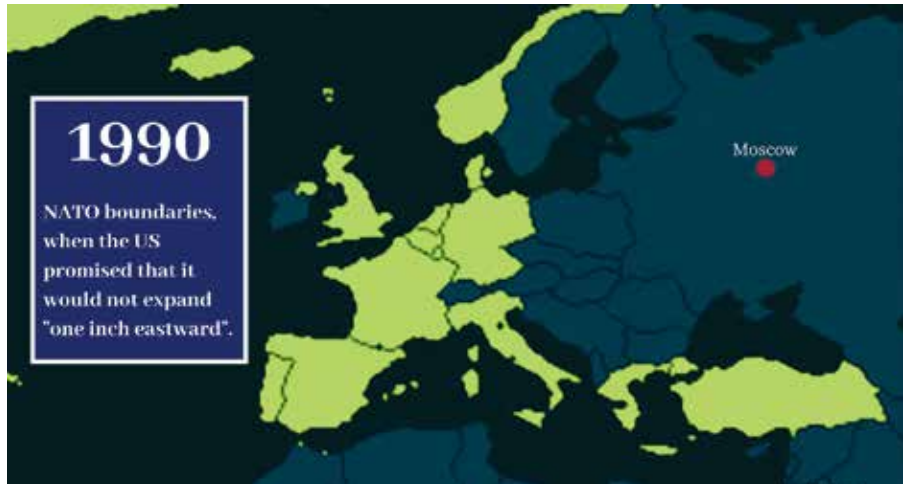 1990
NATO boundaries,
when the US
promised that it
would not expand
"one inch eastward".
Moscow